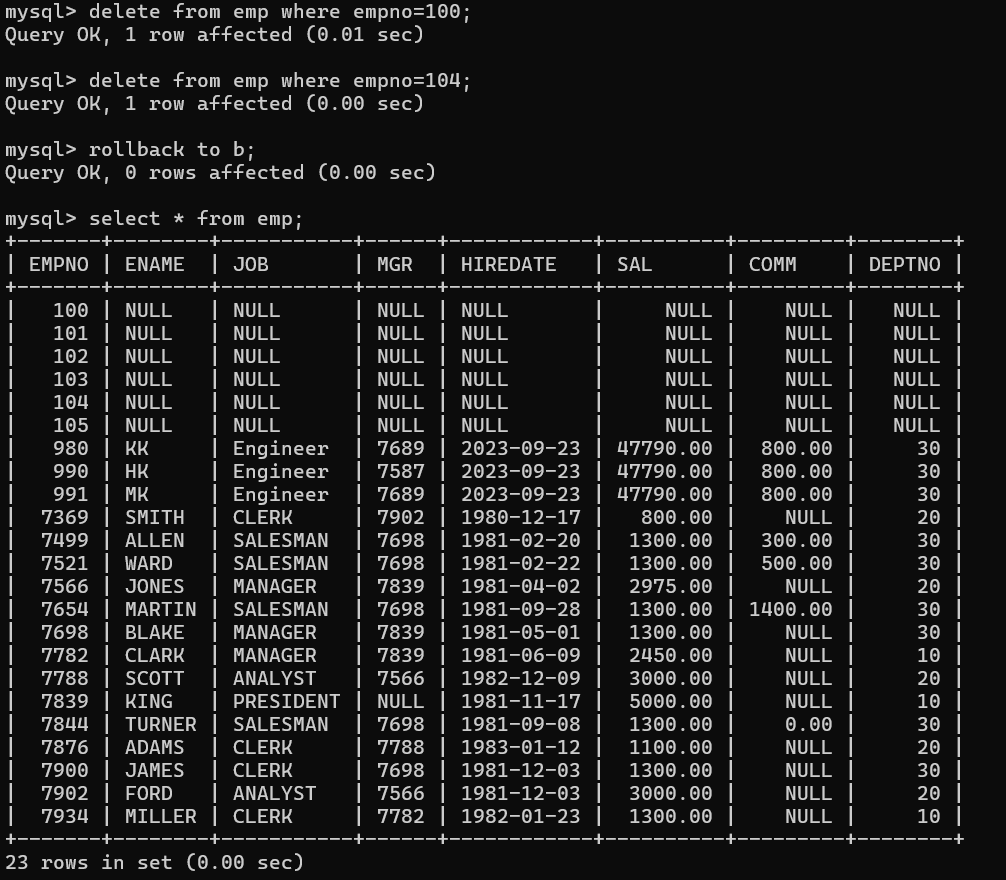 mysql> delete from emp where empno=100;
Query OK, 1 row affected (0.01 sec)
mysql> delete from emp where empno=104;
Query OK, 1 row affected (0.00 sec)
mysql> rollback to b;
Query OK, 0 rows affected (0.00 sec)
mysql> select * from emp;
+-------+--------+-----------+------+------------+----------+---------+--------+
| EMPNO | ENAME  | JOB       | MGR  | HIREDATE   | SAL      | COMM    | DEPTNO |
+-------+--------+-----------+------+------------+----------+---------+--------+
|   100 | NULL   | NULL      | NULL | NULL       |     NULL |    NULL |   NULL |
|   101 | NULL   | NULL      | NULL | NULL       |     NULL |    NULL |   NULL |
|   102 | NULL   | NULL      | NULL | NULL       |     NULL |    NULL |   NULL |
|   103 | NULL   | NULL      | NULL | NULL       |     NULL |    NULL |   NULL |
|   104 | NULL   | NULL      | NULL | NULL       |     NULL |    NULL |   NULL |
|   105 | NULL   | NULL      | NULL | NULL       |     NULL |    NULL |   NULL |
|   980 | KK     | Engineer  | 7689 | 2023-09-23 | 47790.00 |  800.00 |     30 |
|   990 | HK     | Engineer  | 7587 | 2023-09-23 | 47790.00 |  800.00 |     30 |
|   991 | MK     | Engineer  | 7689 | 2023-09-23 | 47790.00 |  800.00 |     30 |
|  7369 | SMITH  | CLERK     | 7902 | 1980-12-17 |   800.00 |    NULL |     20 |
|  7499 | ALLEN  | SALESMAN  | 7698 | 1981-02-20 |  1300.00 |  300.00 |     30 |
|  7521 | WARD   | SALESMAN  | 7698 | 1981-02-22 |  1300.00 |  500.00 |     30 |
|  7566 | JONES  | MANAGER   | 7839 | 1981-04-02 |  2975.00 |    NULL |     20 |
|  7654 | MARTIN | SALESMAN  | 7698 | 1981-09-28 |  1300.00 | 1400.00 |     30 |
|  7698 | BLAKE  | MANAGER   | 7839 | 1981-05-01 |  1300.00 |    NULL |     30 |
|  7782 | CLARK  | MANAGER   | 7839 | 1981-06-09 |  2450.00 |    NULL |     10 |
|  7788 | SCOTT  | ANALYST   | 7566 | 1982-12-09 |  3000.00 |    NULL |     20 |
|  7839 | KING   | PRESIDENT | NULL | 1981-11-17 |  5000.00 |    NULL |     10 |
|  7844 | TURNER | SALESMAN  | 7698 | 1981-09-08 |  1300.00 |    0.00 |     30 |
|  7876 | ADAMS  | CLERK     | 7788 | 1983-01-12 |  1100.00 |    NULL |     20 |
|  7900 | JAMES  | CLERK     | 7698 | 1981-12-03 |  1300.00 |    NULL |     30 |
|  7902 | FORD   | ANALYST   | 7566 | 1981-12-03 |  3000.00 |    NULL |     20 |
|  7934 | MILLER | CLERK     | 7782 | 1982-01-23 |  1300.00 |    NULL |     10 |
+-------+--------+-----------+------+------------+----------+---------+--------+
23 rows in set (0.00 sec)